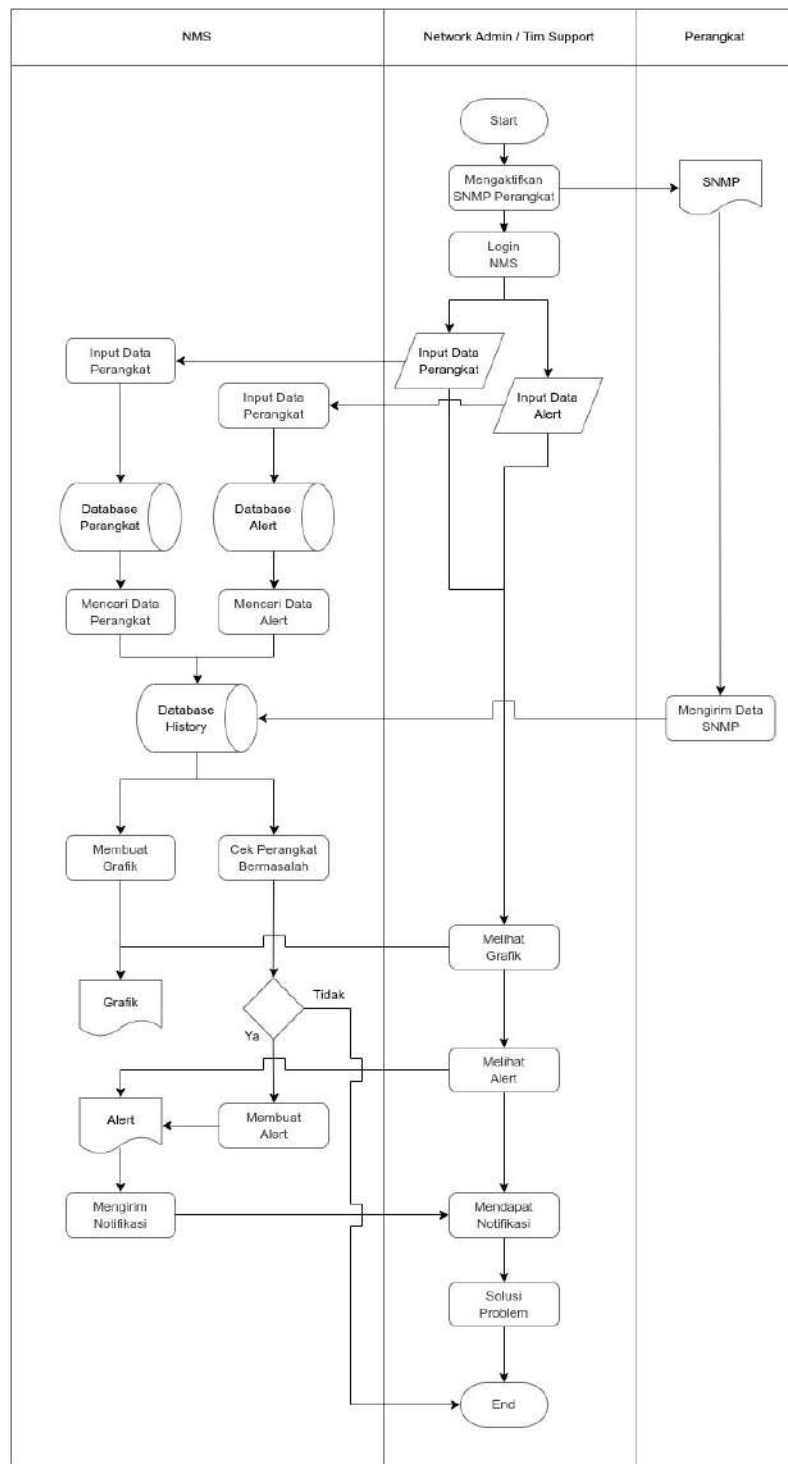 NMS
Network Admin / Tim Support
Perangkat
Start
Mengaktifkan
SNMP Perangkat
SNMP
Login
NMS
Input Data
Perangkat
Input Data
Perangkat
Input Data
Alert
Input Data
Perangkat
Database
Perangkat
Database
Alert
Mencari Data
Perangkat
Mencari Data
Alert
Database
History
Mengirim Data
SNMP
Membuat
Grafik
Cek Perangkat
Bermasalah
Melihat
Grafik
Grafik
Tidak
Ya
Melihat
Alert
Alert
Membuat
Alert
Mengirim
Notifikasi
Mendapat
Notifikasi
Solusi
Problem
End